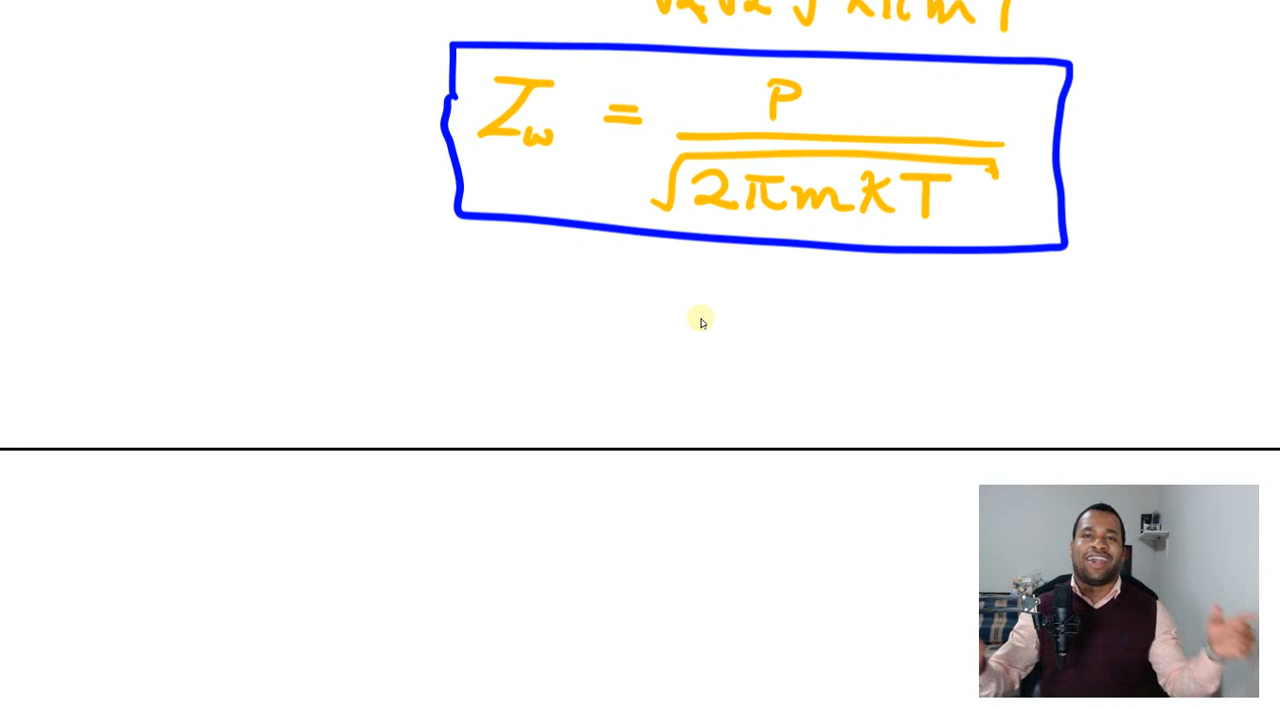 Z_w = P / √(2πmkT)